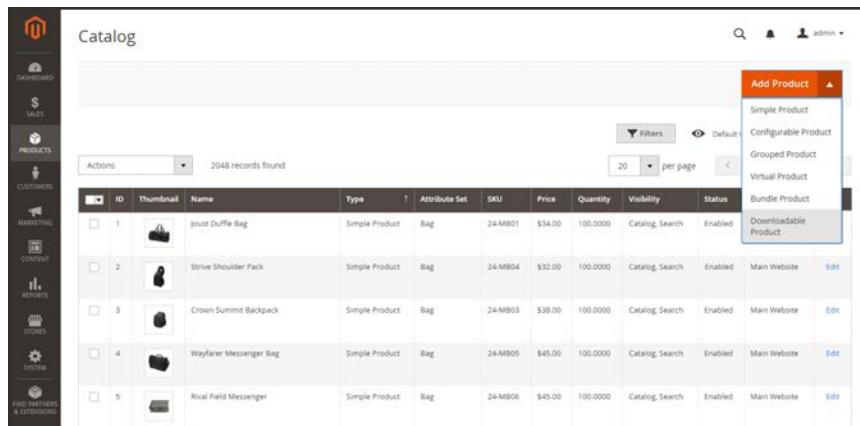 Catalog
admin
DASHBOARD
SALES
PRODUCTS
CUSTOMERS
MARKETING
CONTENT
REPORTS
STORES
SYSTEM
FIND PARTNERS
& EXTENSIONS
Add Product
Simple Product
Configurable Product
Grouped Product
Virtual Product
Bundle Product
Downloadable
Product
Filters
Default
Actions
2048 records found
20
per page
ID Thumbnail Name Type ↑ Attribute Set SKU Price Quantity Visibility Status
1 Joust Duffle Bag Simple Product Bag 24-MB01 $34.00 100.0000 Catalog, Search Enabled
2 Strive Shoulder Pack Simple Product Bag 24-MB04 $32.00 100.0000 Catalog, Search Enabled Main Website Edit
3 Crown Summit Backpack Simple Product Bag 24-MB03 $38.00 100.0000 Catalog, Search Enabled Main Website Edit
4 Wayfarer Messenger Bag Simple Product Bag 24-MB05 $45.00 100.0000 Catalog, Search Enabled Main Website Edit
5 Rival Field Messenger Simple Product Bag 24-MB06 $45.00 100.0000 Catalog, Search Enabled Main Website Edit